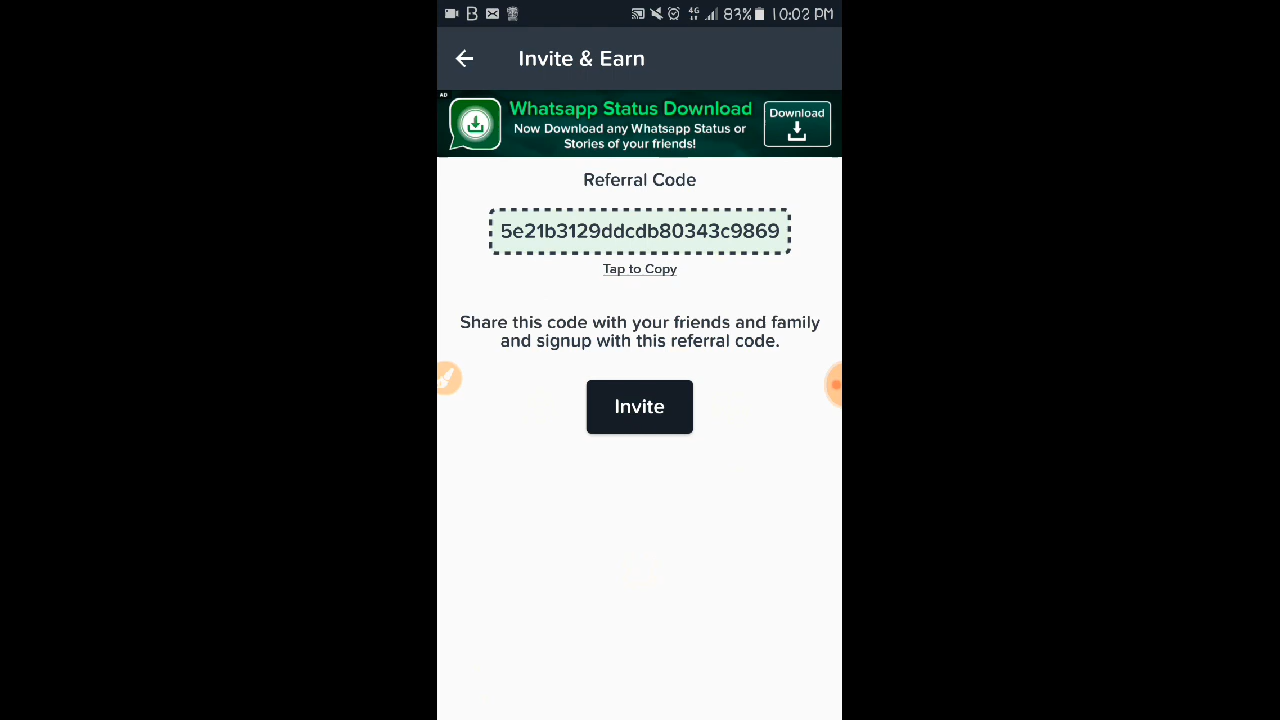 4G 83% 10:02 PM
Invite & Earn
AD
Whatsapp Status Download
Now Download any Whatsapp Status or
Stories of your friends!
Download
Referral Code
5e21b3129ddcdb80343c9869
Tap to Copy
Share this code with your friends and family
and signup with this referral code.
Invite